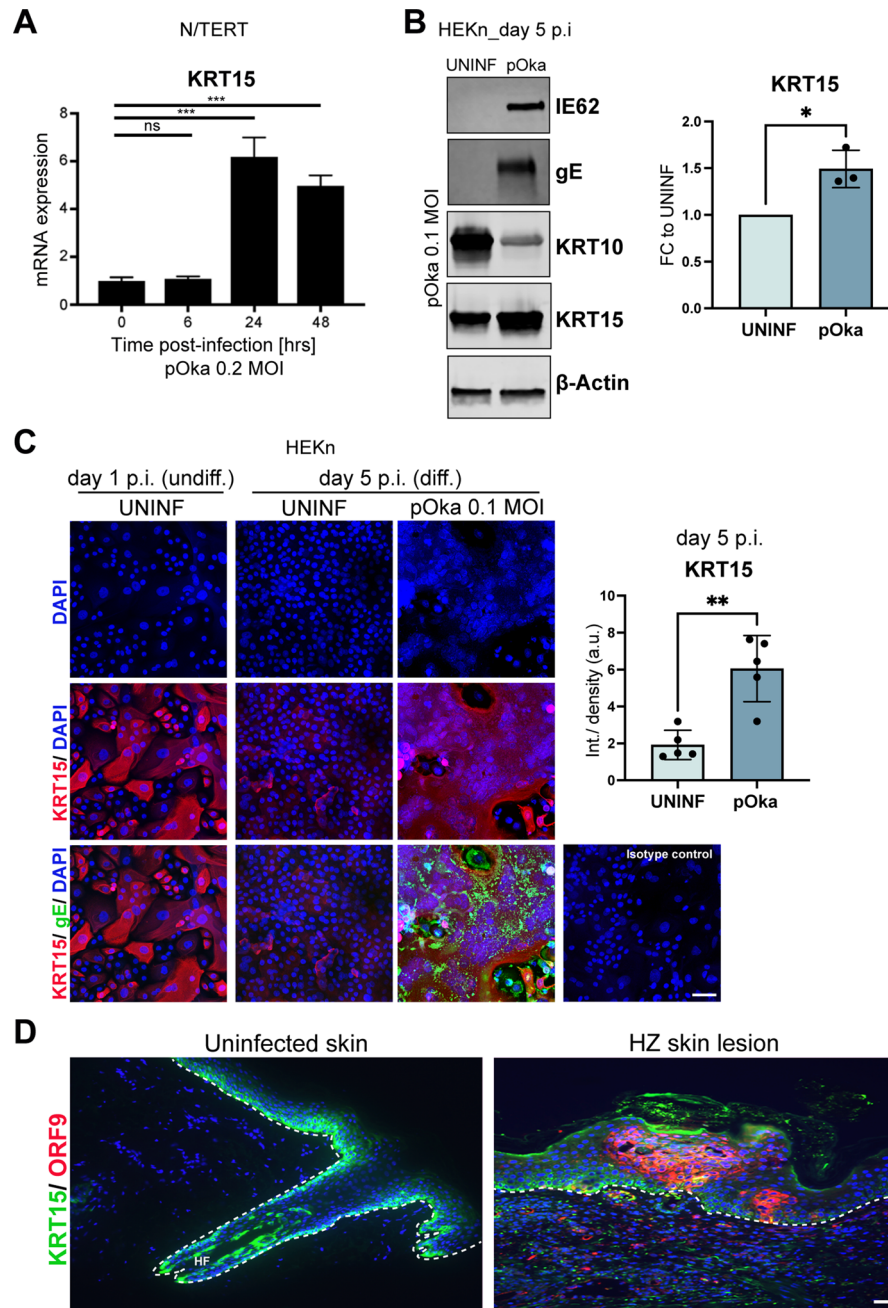 A
N/TERT
KRT15
***
***
ns
mRNA expression
8
6
4
2
0
0 6 24 48
Time post-infection [hrs]
pOka 0.2 MOI
B
HEKn_day 5 p.i
UNINF pOka
pOka 0.1 MOI
IE62
gE
KRT10
KRT15
β-Actin
KRT15
*
FC to UNINF
2.0
1.5
1.0
0.5
0.0
UNINF pOka
C
HEKn
day 1 p.i. (undiff.) day 5 p.i. (diff.)
UNINF UNINF pOka 0.1 MOI
DAPI
KRT15/ DAPI
KRT15/ gE/ DAPI
day 5 p.i.
KRT15
**
Int./ density (a.u.)
10
8
6
4
2
0
UNINF pOka
Isotype control
D
Uninfected skin HZ skin lesion
KRT15/ ORF9
HF